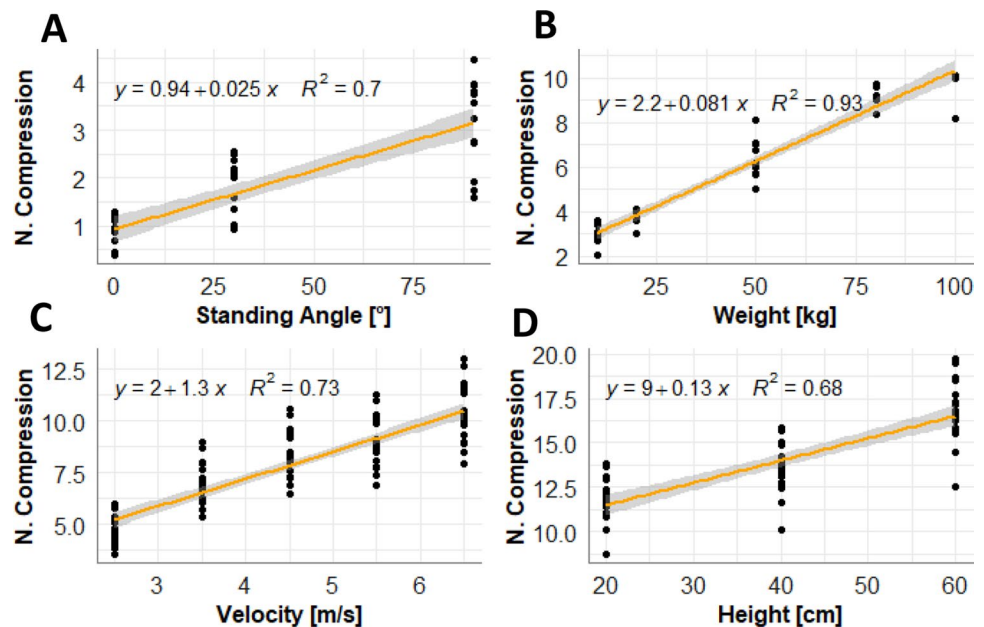 A
y = 0.94 + 0.025 x R² = 0.7
N. Compression
4
3
2
1
0
25
50
75
Standing Angle [°]
B
y = 2.2 + 0.081 x R² = 0.93
N. Compression
10
8
6
4
2
25
50
75
100
Weight [kg]
C
y = 2 + 1.3 x R² = 0.73
N. Compression
12.5
10.0
7.5
5.0
3
4
5
6
Velocity [m/s]
D
y = 9 + 0.13 x R² = 0.68
N. Compression
20.0
17.5
15.0
12.5
10.0
20
30
40
50
60
Height [cm]